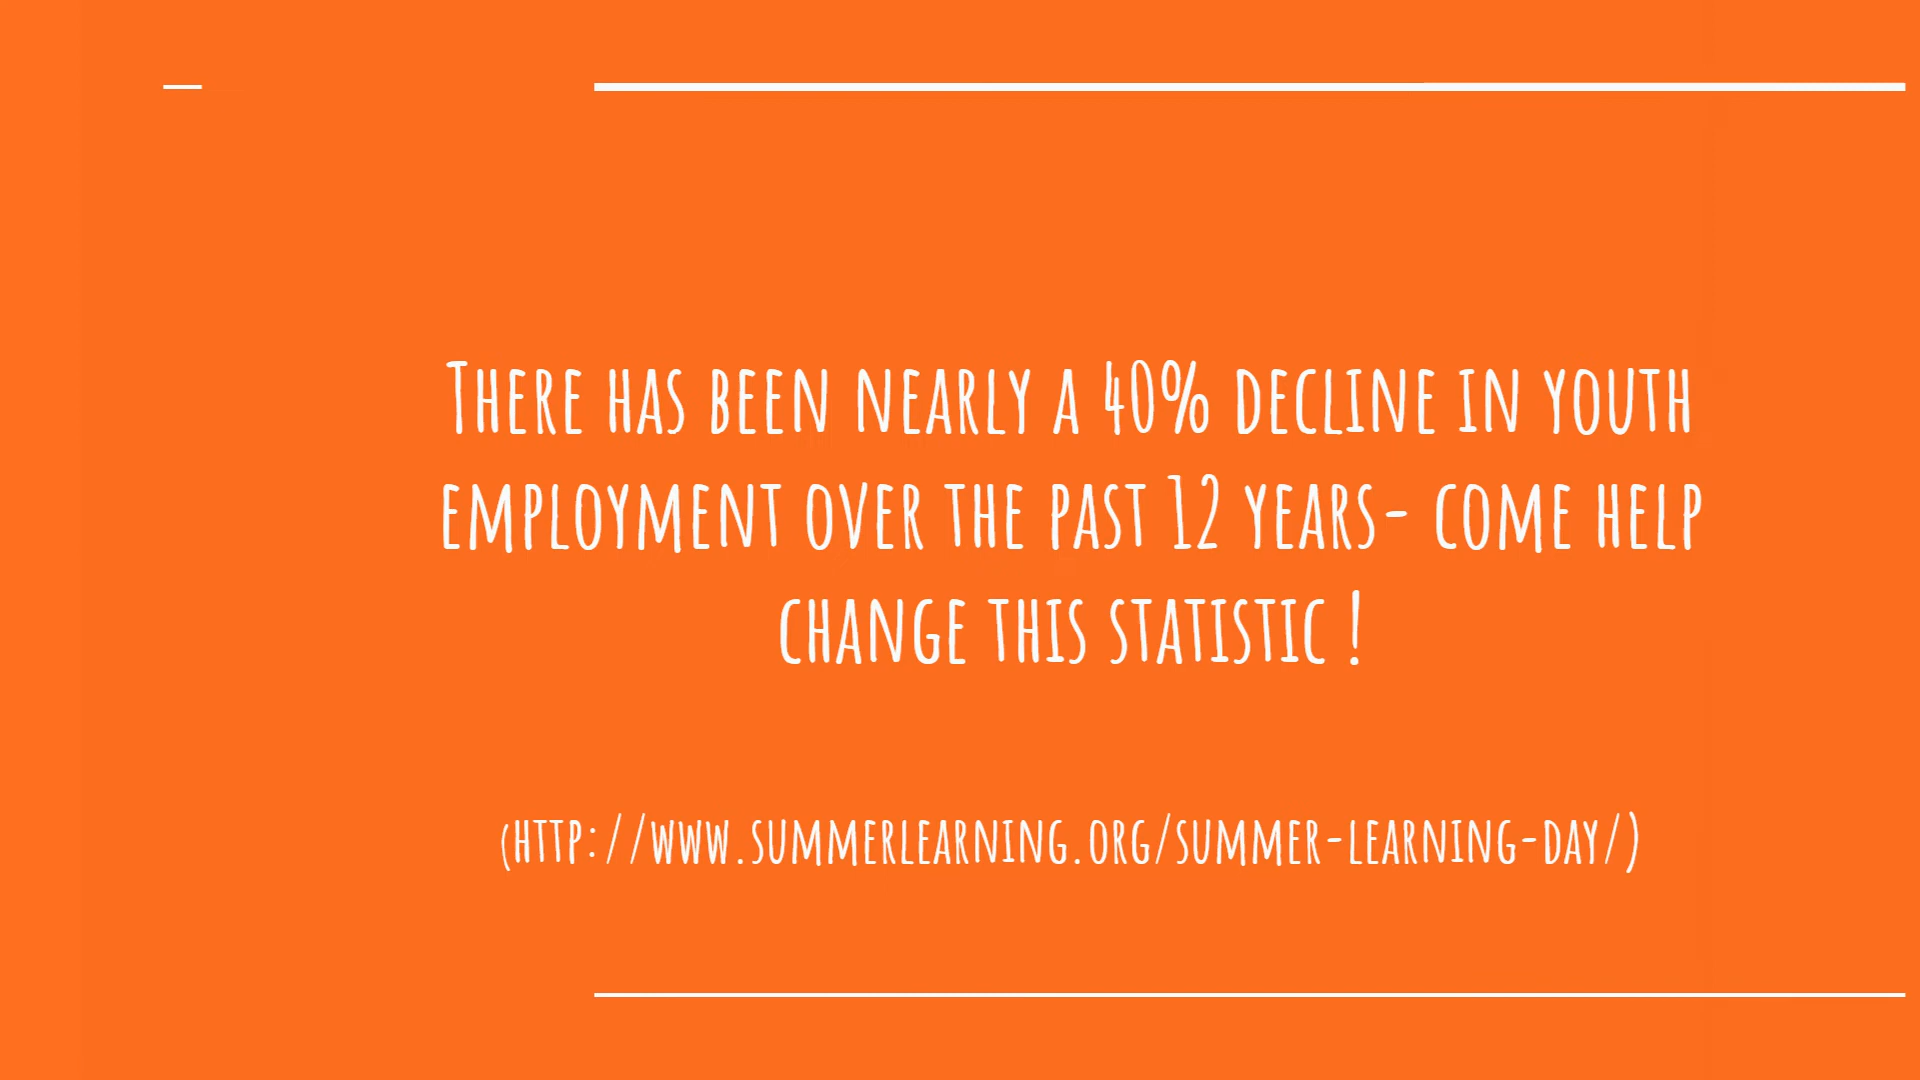 There has been nearly a 40% decline in youth
employment over the past 12 years- come help
change this statistic !
(http://www.summerlearning.org/summer-learning-day/)